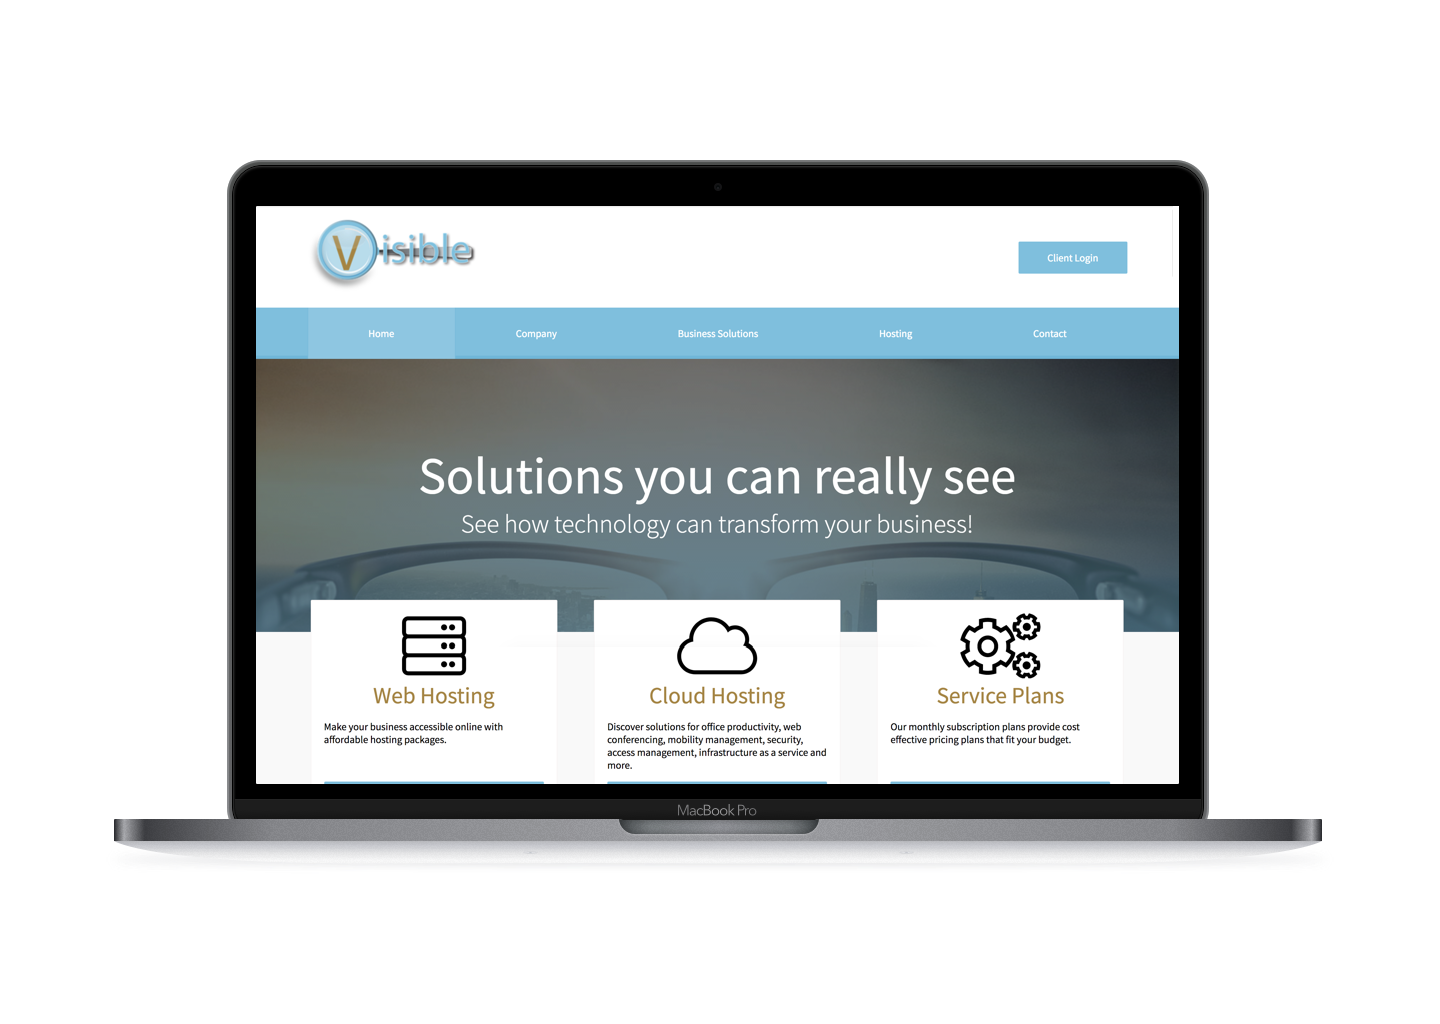 Visible
Client Login
Home
Company
Business Solutions
Hosting
Contact
Solutions you can really see
See how technology can transform your business!
Web Hosting
Make your business accessible online with
affordable hosting packages.
Cloud Hosting
Discover solutions for office productivity, web
conferencing, mobility management, security,
access management, infrastructure as a service and
more.
Service Plans
Our monthly subscription plans provide cost
effective pricing plans that fit your budget.
MacBook Pro